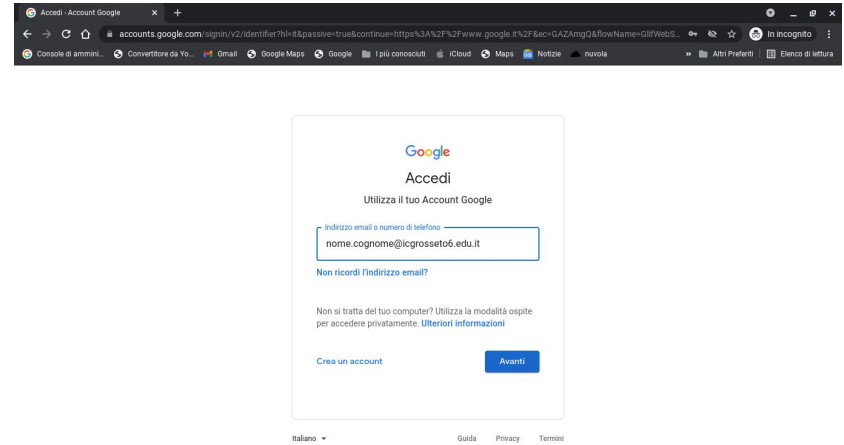 Accedi - Account Google
accounts.google.com/signin/v2/identifier?hl=it&passive=true&continue=https%3A%2F%2Fwww.google.it%2F&ec=GAZAmgQ&flowName=GlifWebS...
In incognito
Console di ammini...
Convertitore da Yo...
Gmail
Google Maps
Google
I più conosciuti
iCloud
Maps
Notizie
nuvola
»
Altri Preferiti
Elenco di lettura
Google
Accedi
Utilizza il tuo Account Google
Indirizzo email o numero di telefono
nome.cognome@icgrosseto6.edu.it
Non ricordi l'indirizzo email?
Non si tratta del tuo computer? Utilizza la modalità ospite
per accedere privatamente. Ulteriori informazioni
Crea un account
Avanti
Italiano
Guida
Privacy
Termini